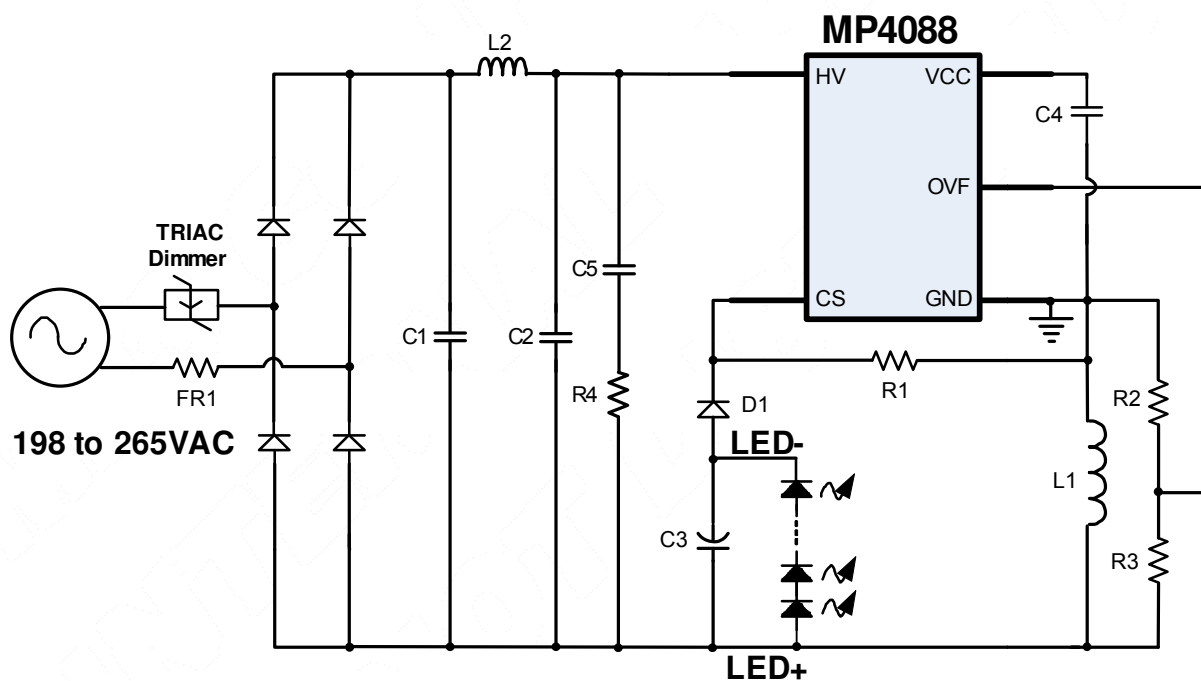 MP4088
L2
HV
VCC
C4
OVF
TRIAC
Dimmer
C5
CS
GND
C1
C2
R1
FR1
R4
D1
R2
198 to 265VAC
LED-
L1
C3
R3
LED+